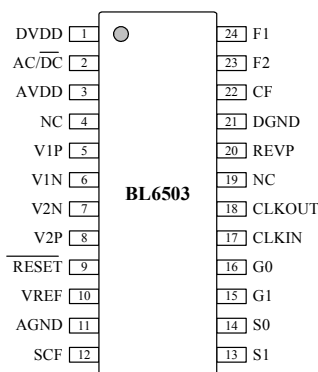 DVDD 1 24 F1
AC/DC 2 23 F2
AVDD 3 22 CF
NC 4 21 DGND
V1P 5 20 REVP
V1N 6 BL6503 19 NC
V2N 7 18 CLKOUT
V2P 8 17 CLKIN
RESET 9 16 G0
VREF 10 15 G1
AGND 11 14 S0
SCF 12 13 S1